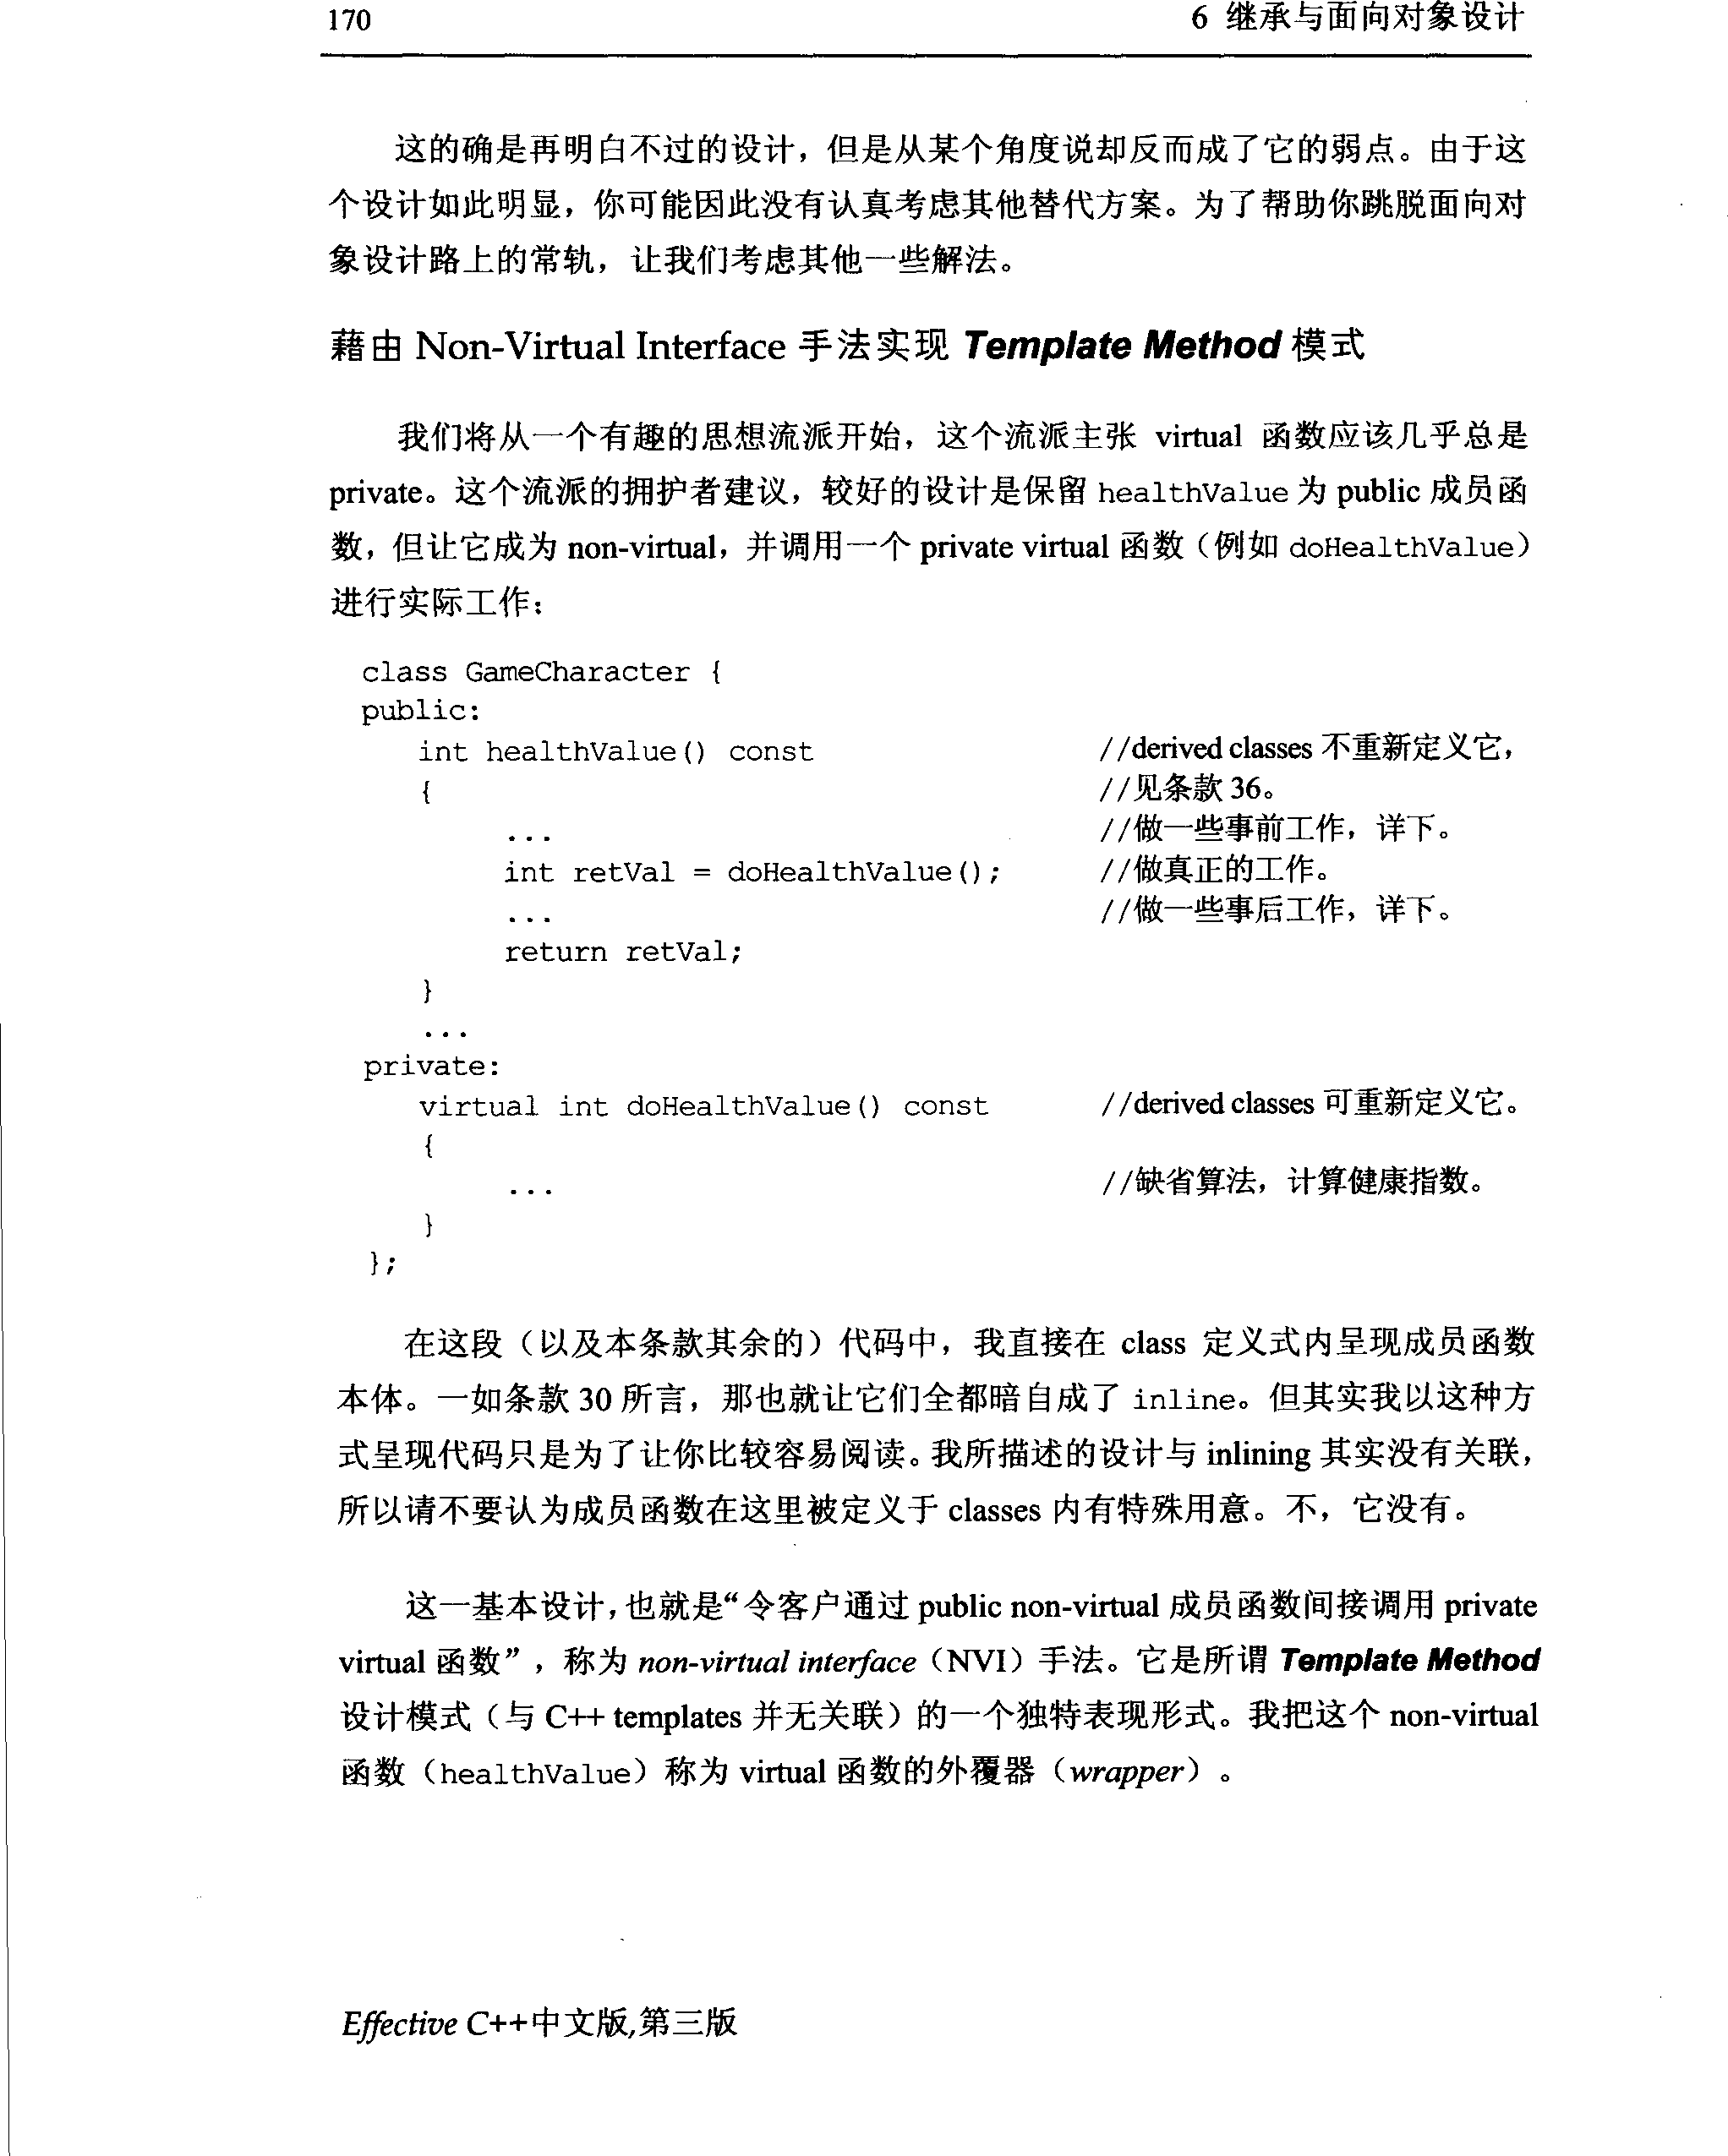 170
6 继承与面向对象设计
这的确是再明白不过的设计，但是从某个角度说却反而成了它的弱点。由于这
个设计如此明显，你可能因此没有认真考虑其他替代方案。为了帮助你跳脱面向对
象设计路上的常轨，让我们考虑其他一些解法。
藉由 Non-Virtual Interface 手法实现 Template Method 模式
我们将从一个有趣的思想流派开始，这个流派主张 virtual 函数应该几乎总是
private。这个流派的拥护者建议，较好的设计是保留 healthValue 为 public 成员函
数，但让它成为 non-virtual，并调用一个 private virtual 函数（例如 doHealthValue）
进行实际工作：
class GameCharacter {
public:
int healthValue() const //derived classes 不重新定义它，
{ //见条款 36。
... //做一些事前工作，详下。
int retVal = doHealthValue(); //做真正的工作。
... //做一些事后工作，详下。
return retVal;
}
...
private:
virtual int doHealthValue() const //derived classes 可重新定义它。
{
... //缺省算法，计算健康指数。
}
};
在这段（以及本条款其余的）代码中，我直接在 class 定义式内呈现成员函数
本体。一如条款 30 所言，那也就让它们全都暗自成了 inline。但其实我以这种方
式呈现代码只是为了让你比较容易阅读。我所描述的设计与 inlining 其实没有关联，
所以请不要认为成员函数在这里被定义于 classes 内有特殊用意。不，它没有。
这一基本设计，也就是“令客户通过 public non-virtual 成员函数间接调用 private
virtual 函数”，称为 non-virtual interface（NVI）手法。它是所谓 Template Method
设计模式（与 C++ templates 并无关联）的一个独特表现形式。我把这个 non-virtual
函数（healthValue）称为 virtual 函数的外覆器（wrapper）。
Effective C++中文版,第三版